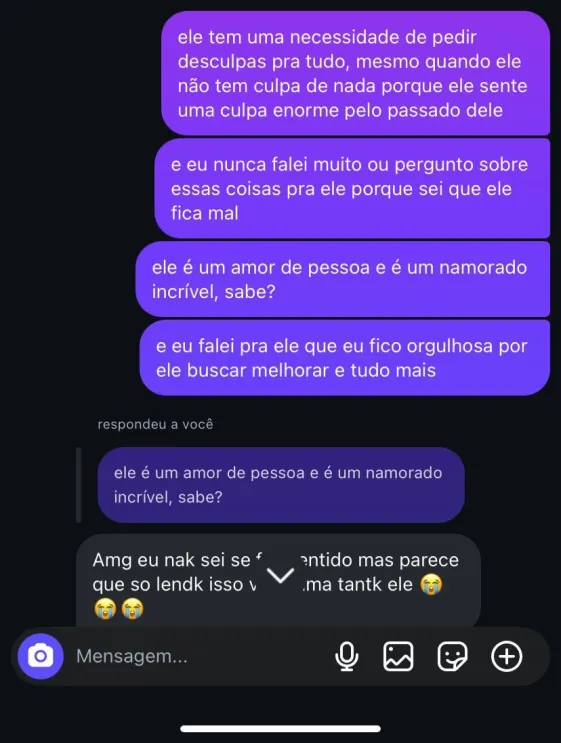 ele tem uma necessidade de pedir
desculpas pra tudo, mesmo quando ele
não tem culpa de nada porque ele sente
uma culpa enorme pelo passado dele
e eu nunca falei muito ou pergunto sobre
essas coisas pra ele porque sei que ele
fica mal
ele é um amor de pessoa e é um namorado
incrível, sabe?
e eu falei pra ele que eu fico orgulhosa por
ele buscar melhorar e tudo mais
respondeu a você
ele é um amor de pessoa e é um namorado
incrível, sabe?
Amg eu nak sei se mas parece
que so lendk isso tantk ele 😭
😭😭
Mensagem...